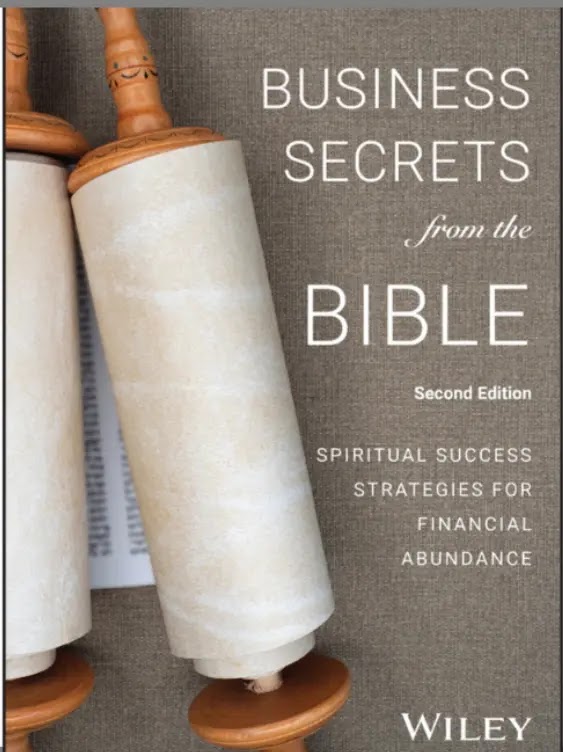 BUSINESS
SECRETS
from the
BIBLE
Second Edition
SPIRITUAL SUCCESS
STRATEGIES FOR
FINANCIAL
ABUNDANCE
WILEY